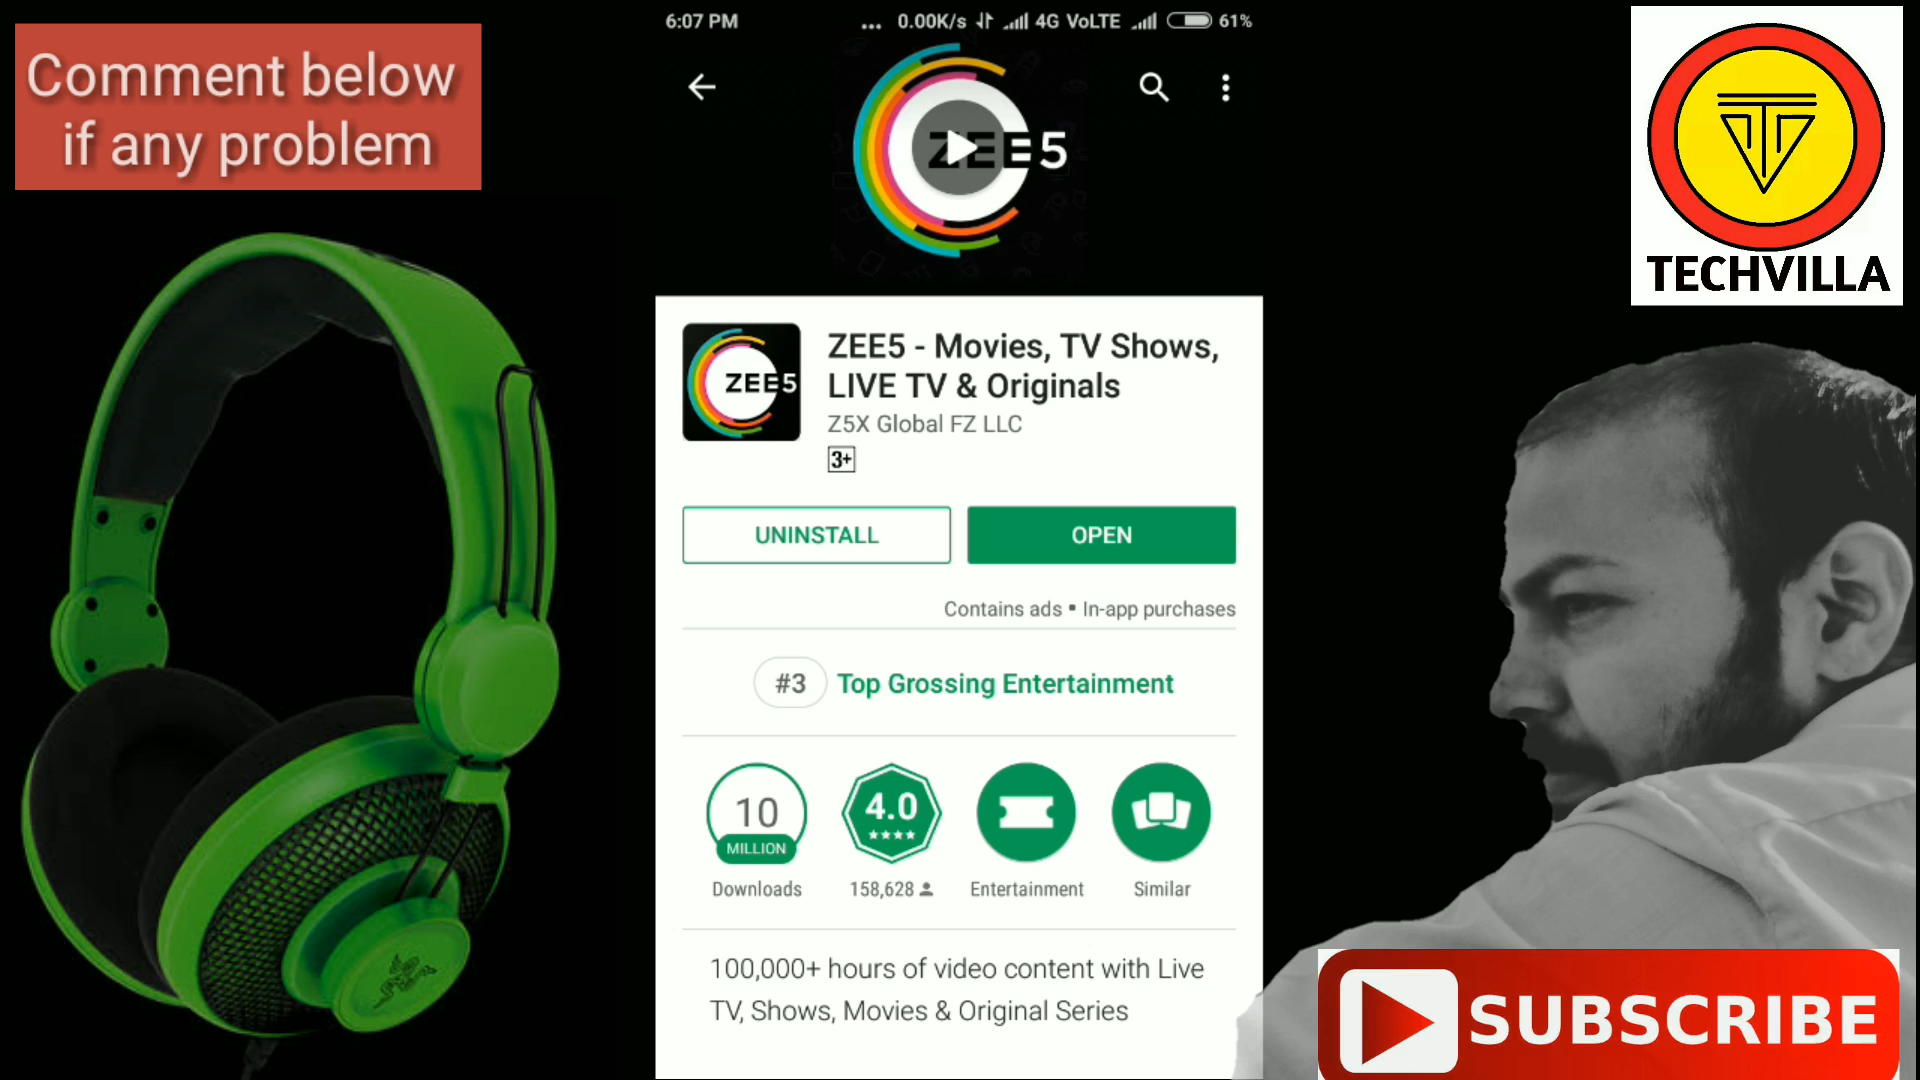 Comment below
if any problem
6:07 PM
... 0.00K/s 4G VoLTE 61%
ZEE5
TECHVILLA
ZEE5
ZEE5 - Movies, TV Shows,
LIVE TV & Originals
Z5X Global FZ LLC
3+
UNINSTALL
OPEN
Contains ads • In-app purchases
#3 Top Grossing Entertainment
10
MILLION
Downloads
4.0
158,628
Entertainment
Similar
100,000+ hours of video content with Live
TV, Shows, Movies & Original Series
SUBSCRIBE